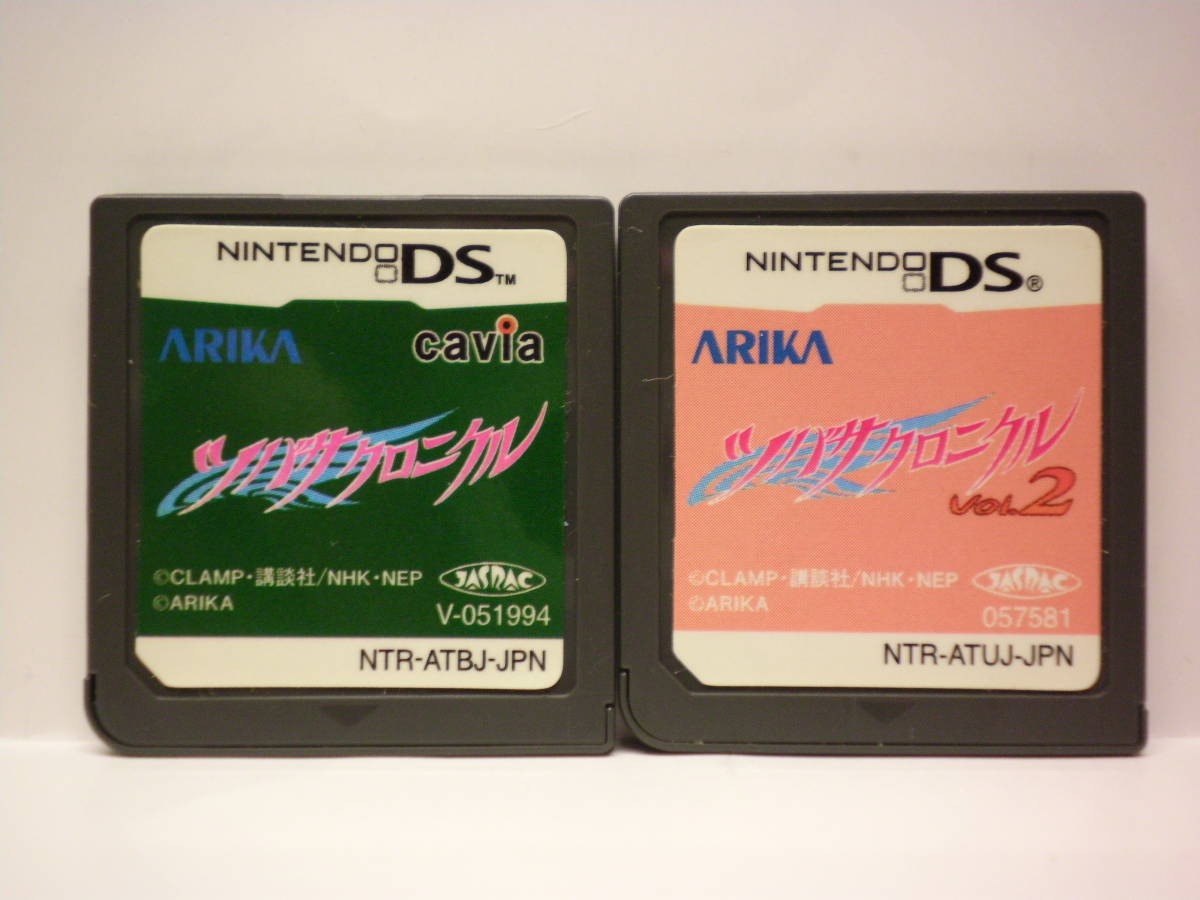 NINTENDO DS™
ARIKA cavia
ツバサクロニクル
©CLAMP・講談社/NHK・NEP JASRAC
©ARIKA V-051994
NTR-ATBJ-JPN
NINTENDO DS®
ARIKA
ツバサクロニクル
VOl.2
©CLAMP・講談社/NHK・NEP JASRAC
©ARIKA 057581
NTR-ATUJ-JPN